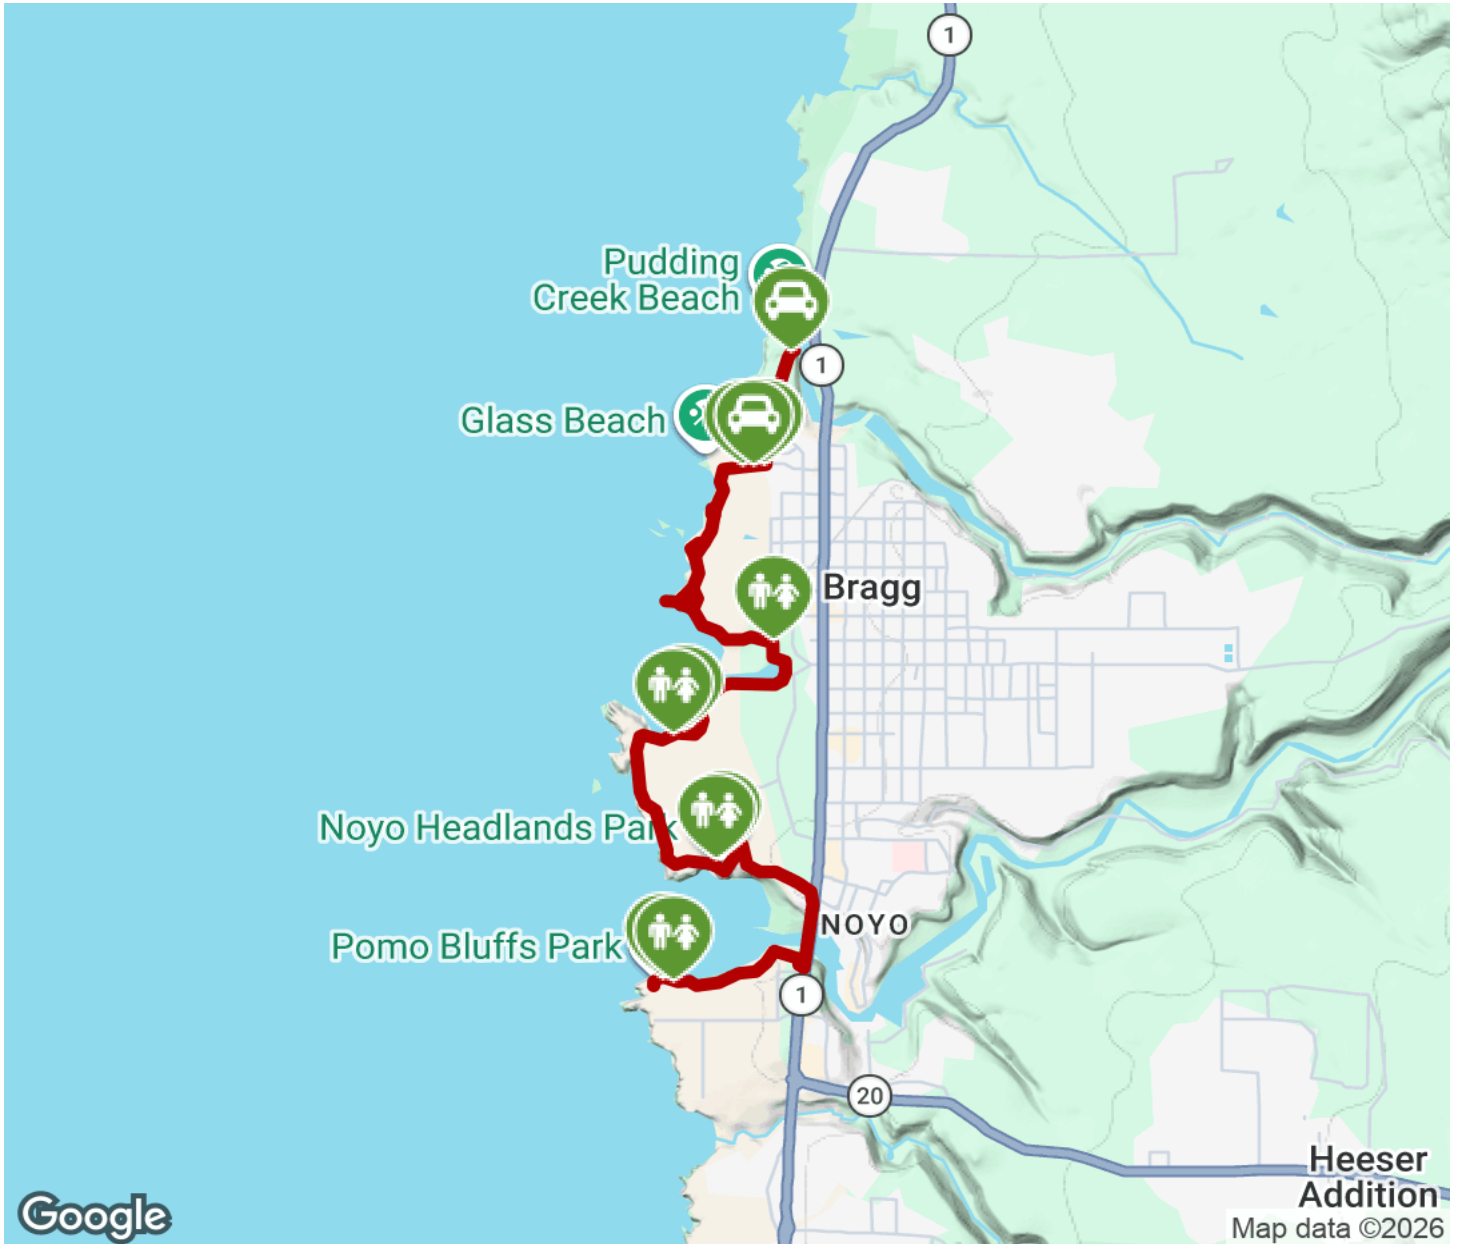 1
Pudding
Creek Beach
1
Glass Beach
Bragg
Noyo Headlands Park
NOYO
Pomo Bluffs Park
1
20
Heeser
Addition
Google
Map data ©2026